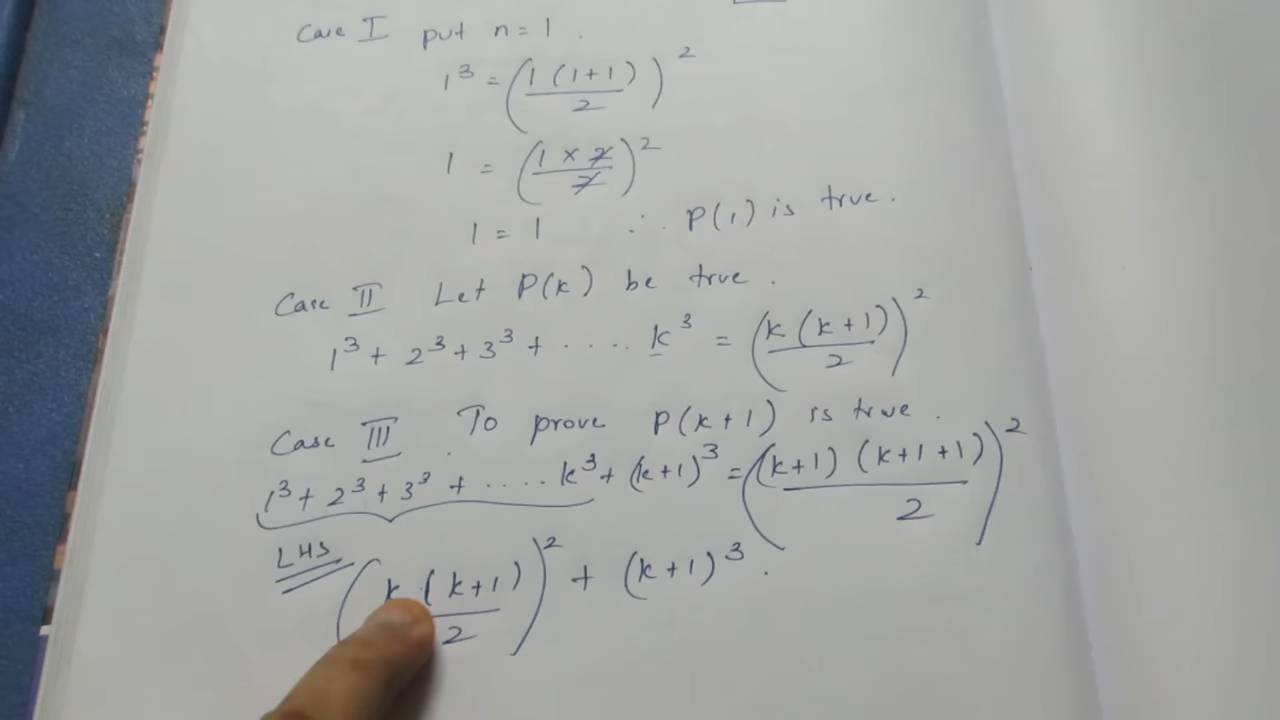 Case I put n = 1 .
1³ = (1 (1+1) / 2)²
1 = (1 × 2 / 2)²
1 = 1 ∴ P(1) is true.
Case II Let P(k) be true .
1³ + 2³ + 3³ + ..... k³ = (k (k+1) / 2)²
Case III To prove P(k+1) is true .
1³ + 2³ + 3³ + ..... k³ + (k+1)³ = ((k+1) (k+1+1) / 2)²
LHS
(k (k+1) / 2)² + (k+1)³ .